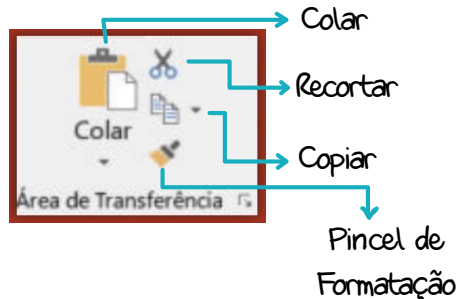 Colar
Recortar
Colar
Copiar
Área de Transferência
Pincel de
Formatação